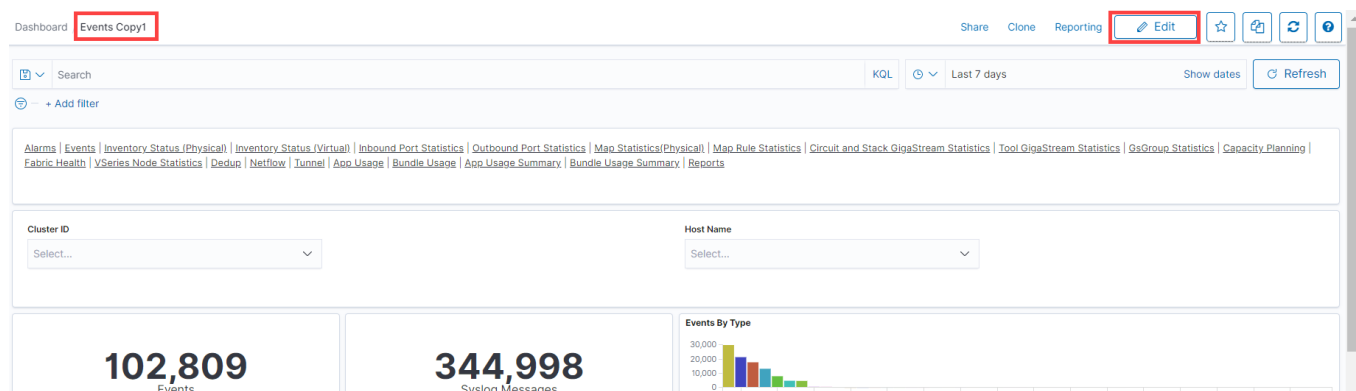 Dashboard Events Copy1 Share Clone Reporting Edit
Search KQL Last 7 days Show dates Refresh
+ Add filter
Alarms | Events | Inventory Status (Physical) | Inventory Status (Virtual) | Inbound Port Statistics | Outbound Port Statistics | Map Statistics(Physical) | Map Rule Statistics | Circuit and Stack GigaStream Statistics | Tool GigaStream Statistics | GsGroup Statistics | Capacity Planning |
Fabric Health | VSeries Node Statistics | Dedup | Netflow | Tunnel | App Usage | Bundle Usage | App Usage Summary | Bundle Usage Summary | Reports
Cluster ID Host Name
Select... Select...
Events By Type
30,000
20,000
10,000
0
102,809
Events
344,998
Syslog Messages